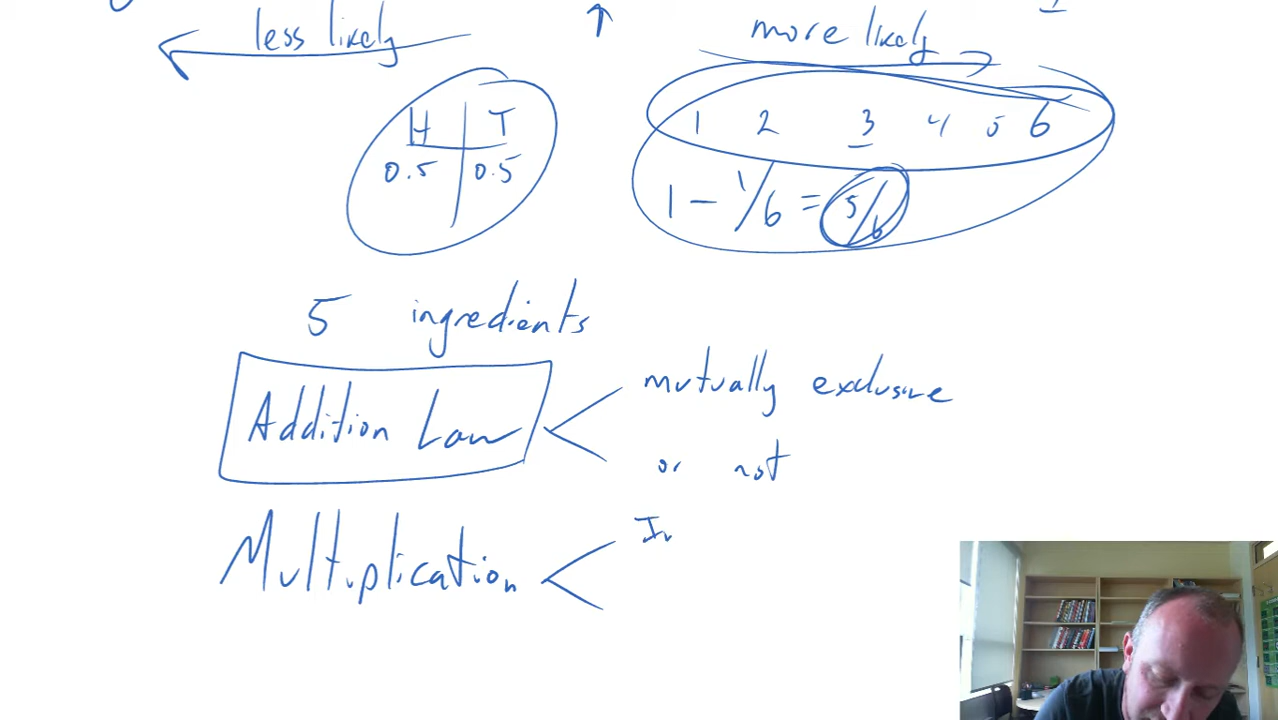 less likely
↑
more likely
H T
0.5 0.5
1 2 3 4 5 6
1 - 1/6 = 5/6
5 ingredients
Addition Law
mutually exclusive
or not
Multiplication
In